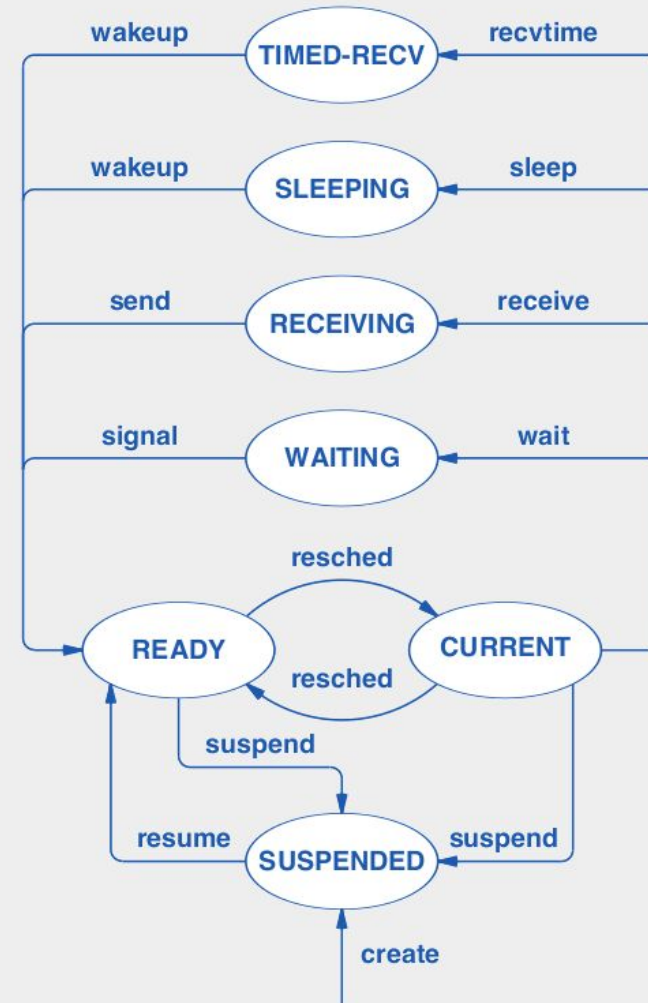 wakeup
TIMED-RECV
recvtime
wakeup
SLEEPING
sleep
send
RECEIVING
receive
signal
WAITING
wait
resched
READY
CURRENT
resched
suspend
resume
SUSPENDED
suspend
create